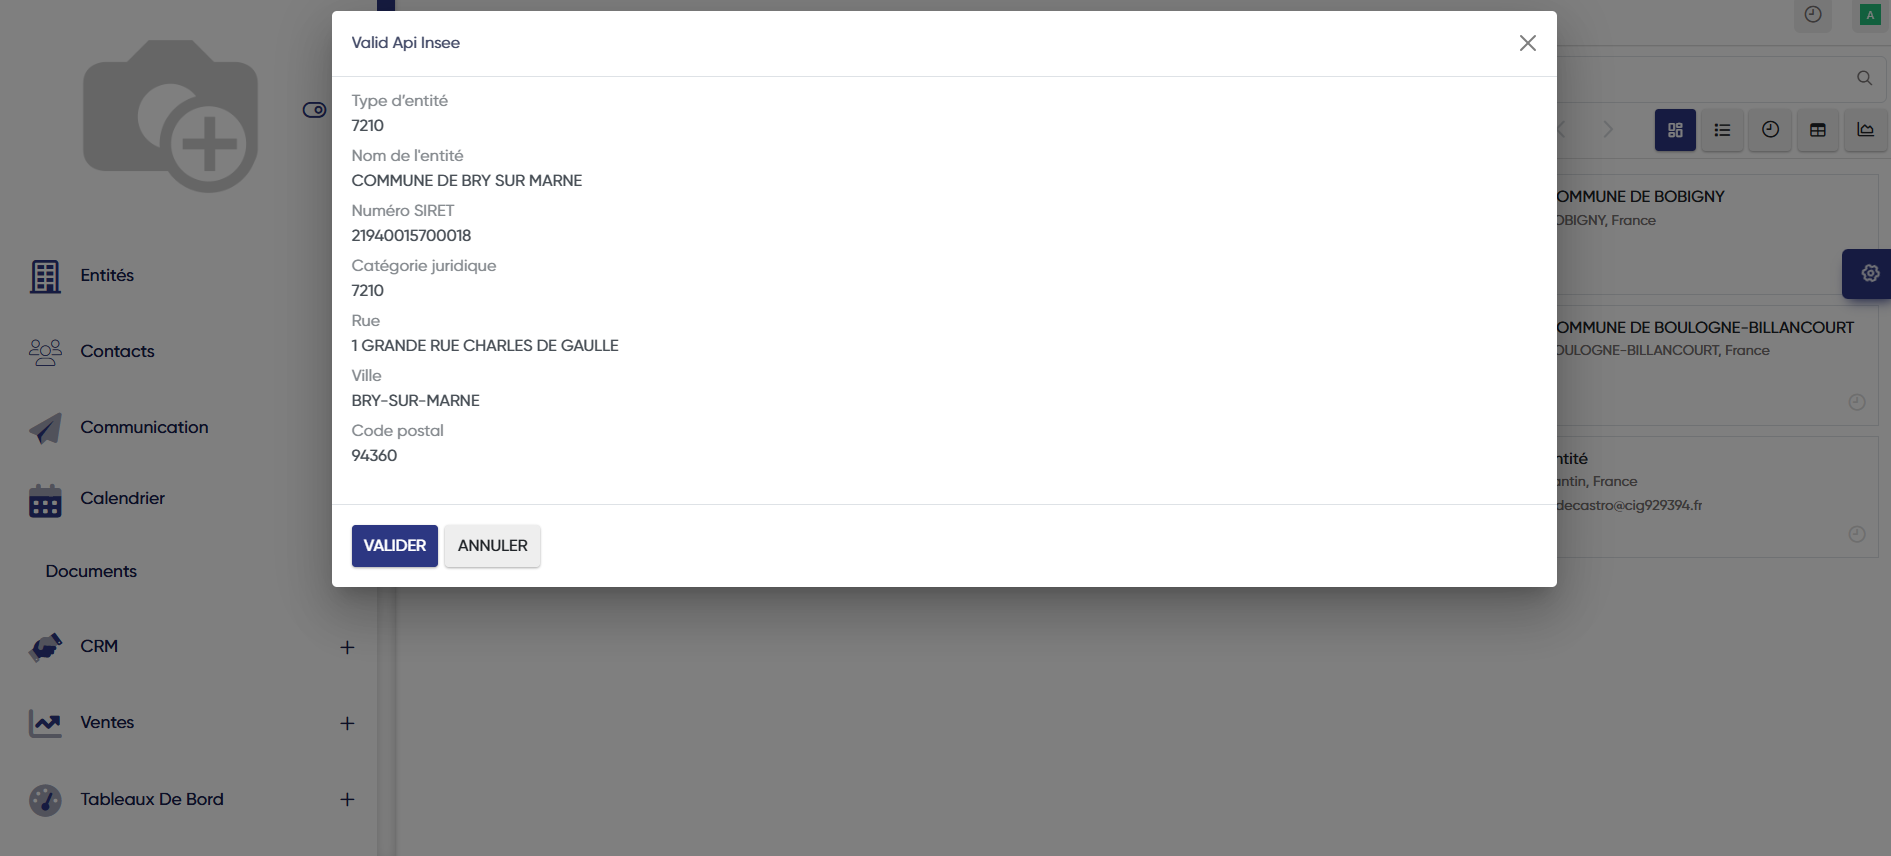 Valid Api Insee
Type d'entité
7210
Nom de l'entité
COMMUNE DE BRY SUR MARNE
Numéro SIRET
21940015700018
Catégorie juridique
7210
Rue
1 GRANDE RUE CHARLES DE GAULLE
Ville
BRY-SUR-MARNE
Code postal
94360
VALIDER
ANNULER
Entités
Contacts
Communication
Calendrier
Documents
CRM
Ventes
Tableaux De Bord
A
OMMUNE DE BOBIGNY
OBIGNY, France
OMMUNE DE BOULOGNE-BILLANCOURT
OULOGNE-BILLANCOURT, France
ntité
antin, France
decastro@cig929394.fr